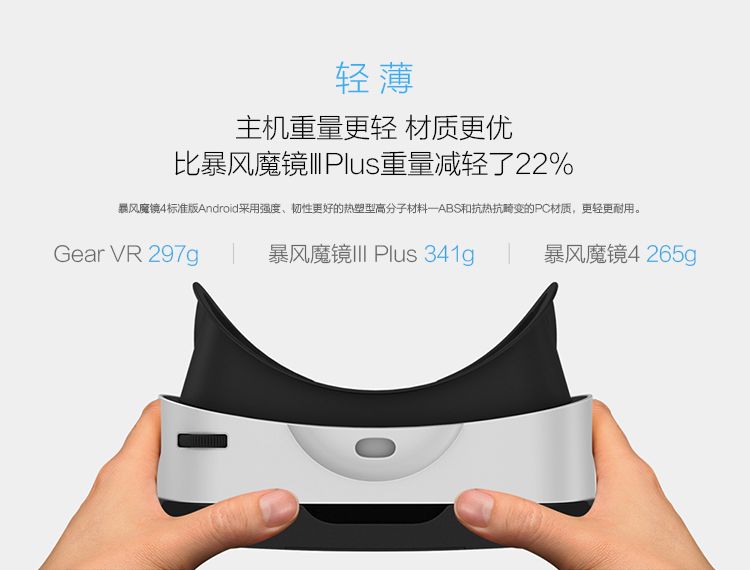 轻薄
主机重量更轻 材质更优
比暴风魔镜III Plus重量减轻了22%
暴风魔镜4标准版Android采用强度、韧性更好的热塑型高分子材料—ABS和抗热抗畸变的PC材质，更轻更耐用。
Gear VR 297g | 暴风魔镜III Plus 341g | 暴风魔镜4 265g